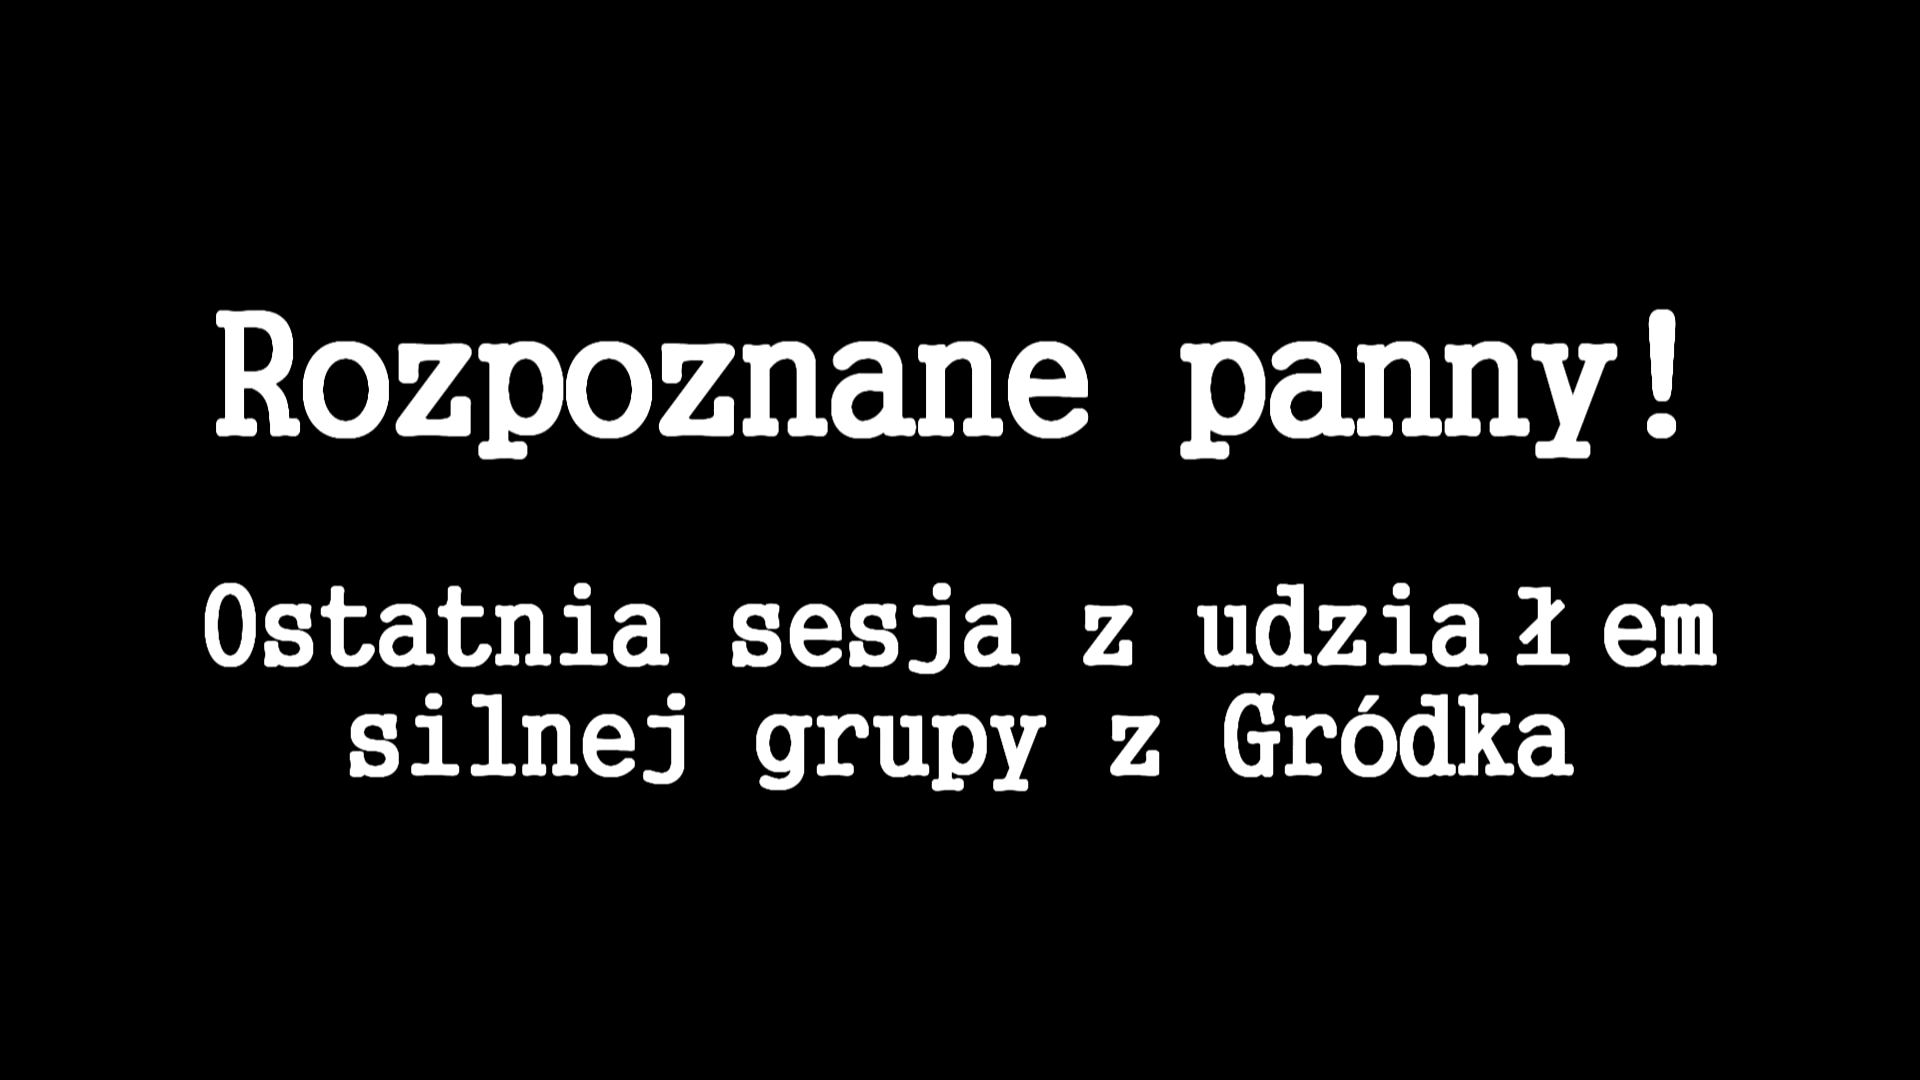 Rozpoznane panny!
Ostatnia sesja z udziałem
silnej grupy z Gródka